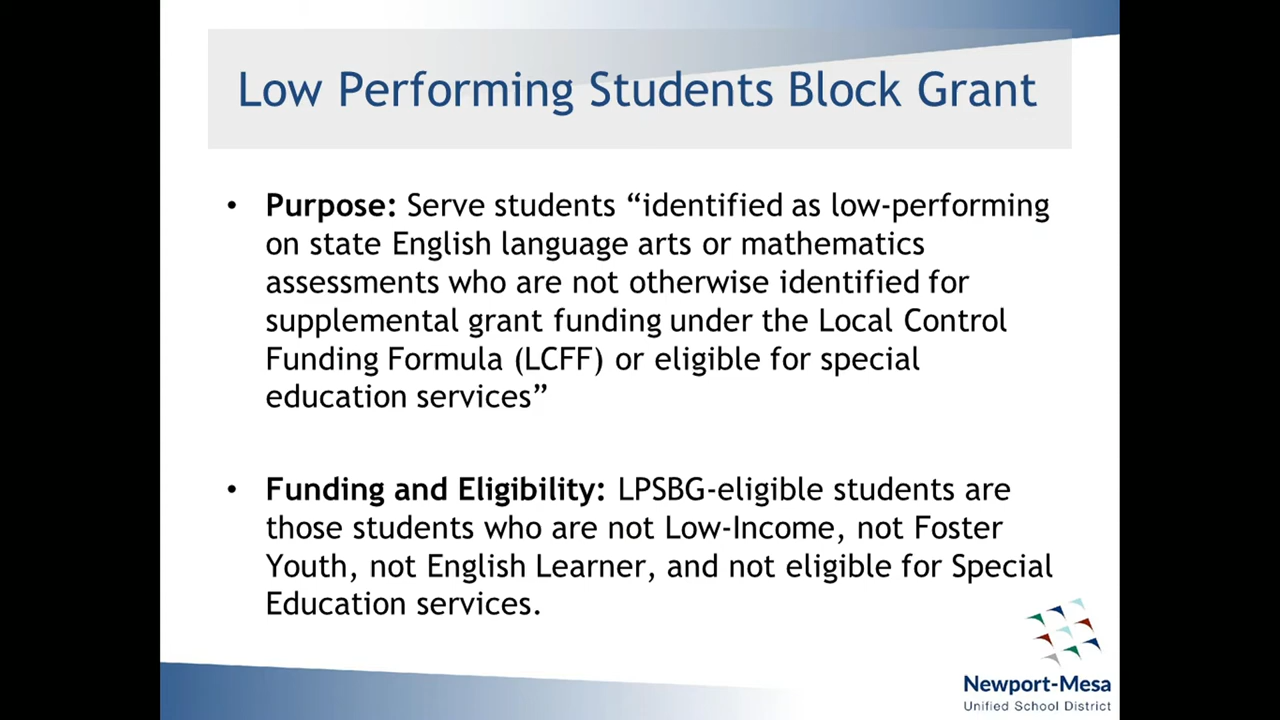 Low Performing Students Block Grant
• Purpose: Serve students “identified as low-performing
on state English language arts or mathematics
assessments who are not otherwise identified for
supplemental grant funding under the Local Control
Funding Formula (LCFF) or eligible for special
education services”
• Funding and Eligibility: LPSBG-eligible students are
those students who are not Low-Income, not Foster
Youth, not English Learner, and not eligible for Special
Education services.
Newport-Mesa
Unified School District